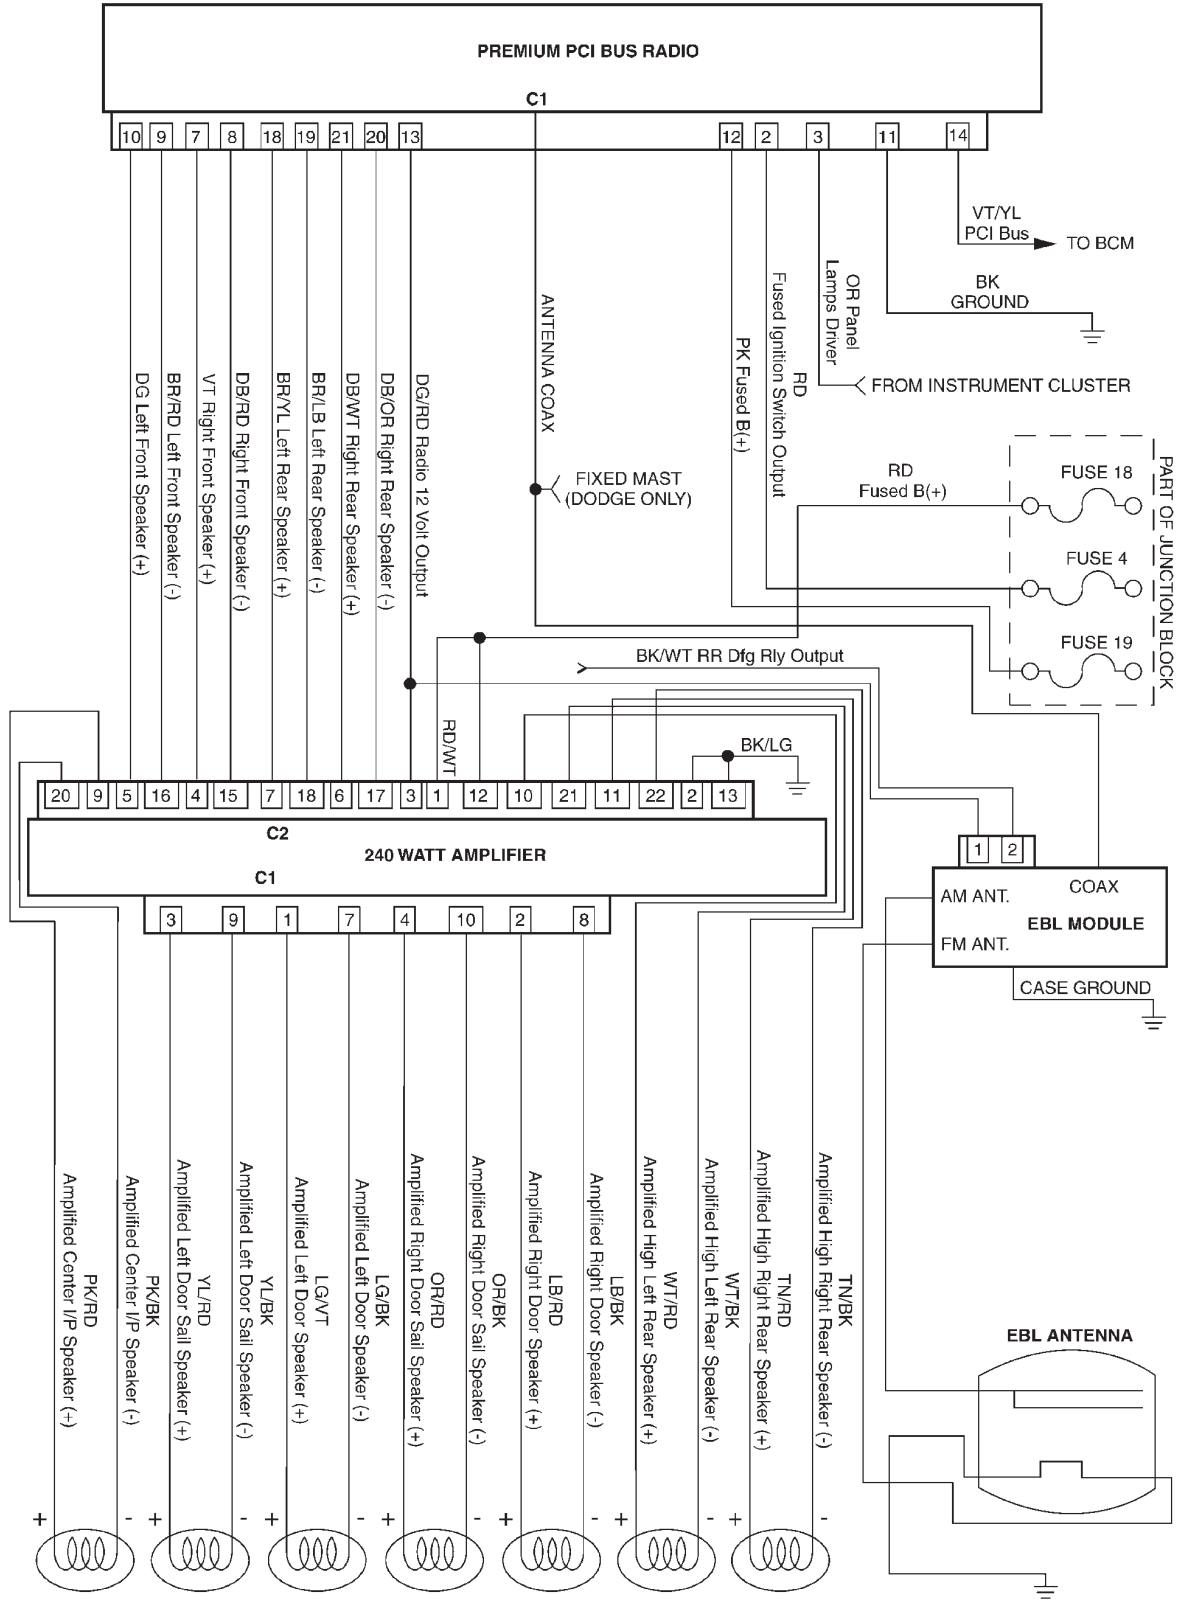 PREMIUM PCI BUS RADIO
C1
10 9 7 8 18 19 21 20 13 12 2 3 11 14
VT/YL
PCI Bus
TO BCM
BK
GROUND
OR Panel
Lamps Driver
FROM INSTRUMENT CLUSTER
RD
Fused Ignition Switch Output
PK Fused B(+)
ANTENNA COAX
FIXED MAST
(DODGE ONLY)
DG Left Front Speaker (+)
BR/RD Left Front Speaker (-)
VT Right Front Speaker (+)
DB/RD Right Front Speaker (-)
BR/YL Left Rear Speaker (+)
BR/LB Left Rear Speaker (-)
DB/WT Right Rear Speaker (+)
DB/OR Right Rear Speaker (-)
DG/RD Radio 12 Volt Output
RD
Fused B(+)
FUSE 18
FUSE 4
FUSE 19
PART OF JUNCTION BLOCK
BK/WT RR Dfg Rly Output
RD/WT
BK/LG
20 9 5 16 4 15 7 18 6 17 3 1 12 10 21 11 22 2 13
C2
240 WATT AMPLIFIER
C1
3 9 1 7 4 10 2 8
1 2
COAX
AM ANT.
EBL MODULE
FM ANT.
CASE GROUND
PK/RD
Amplified Center I/P Speaker (+)
PK/BK
Amplified Center I/P Speaker (-)
YL/RD
Amplified Left Door Sail Speaker (+)
YL/BK
Amplified Left Door Sail Speaker (-)
LG/VT
Amplified Left Door Speaker (+)
LG/BK
Amplified Left Door Speaker (-)
OR/RD
Amplified Right Door Sail Speaker (+)
OR/BK
Amplified Right Door Sail Speaker (-)
LB/RD
Amplified Right Door Speaker (+)
LB/BK
Amplified Right Door Speaker (-)
WT/RD
Amplified High Left Rear Speaker (+)
WT/BK
Amplified High Left Rear Speaker (-)
TN/RD
Amplified High Right Rear Speaker (+)
TN/BK
Amplified High Right Rear Speaker (-)
EBL ANTENNA
+ - + - + - + - + - + - + -